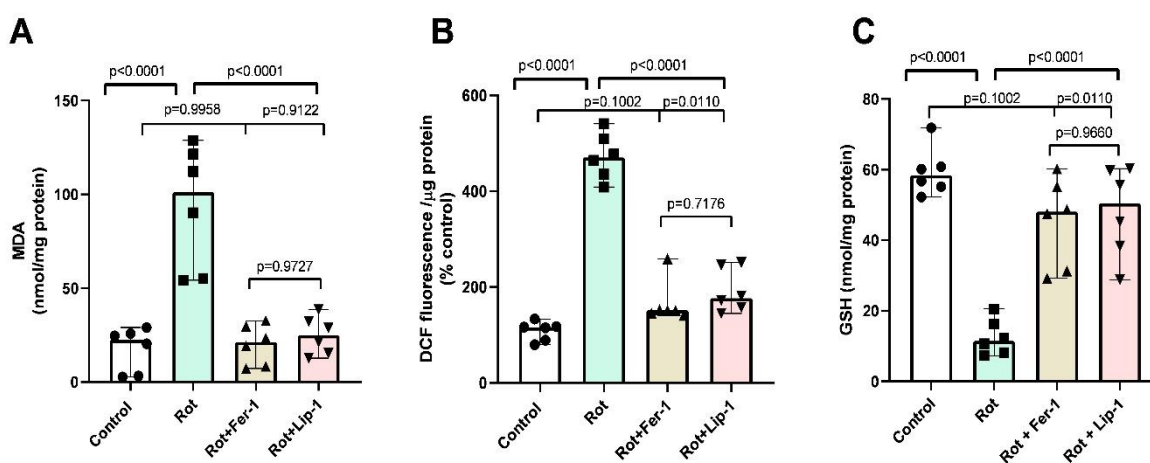 A
p<0.0001
p<0.0001
p=0.9958
p=0.9122
p=0.9727
MDA
(nmol/mg protein)
150
100
50
0
Control
Rot
Rot+Fer-1
Rot+Lip-1
B
p<0.0001
p<0.0001
p=0.1002
p=0.0110
p=0.7176
DCF fluorescence /µg protein
(% control)
600
400
200
0
Control
Rot
Rot+Fer-1
Rot+Lip-1
C
p<0.0001
p<0.0001
p=0.1002
p=0.0110
p=0.9660
GSH (nmol/mg protein)
80
60
40
20
0
Control
Rot
Rot + Fer-1
Rot + Lip-1